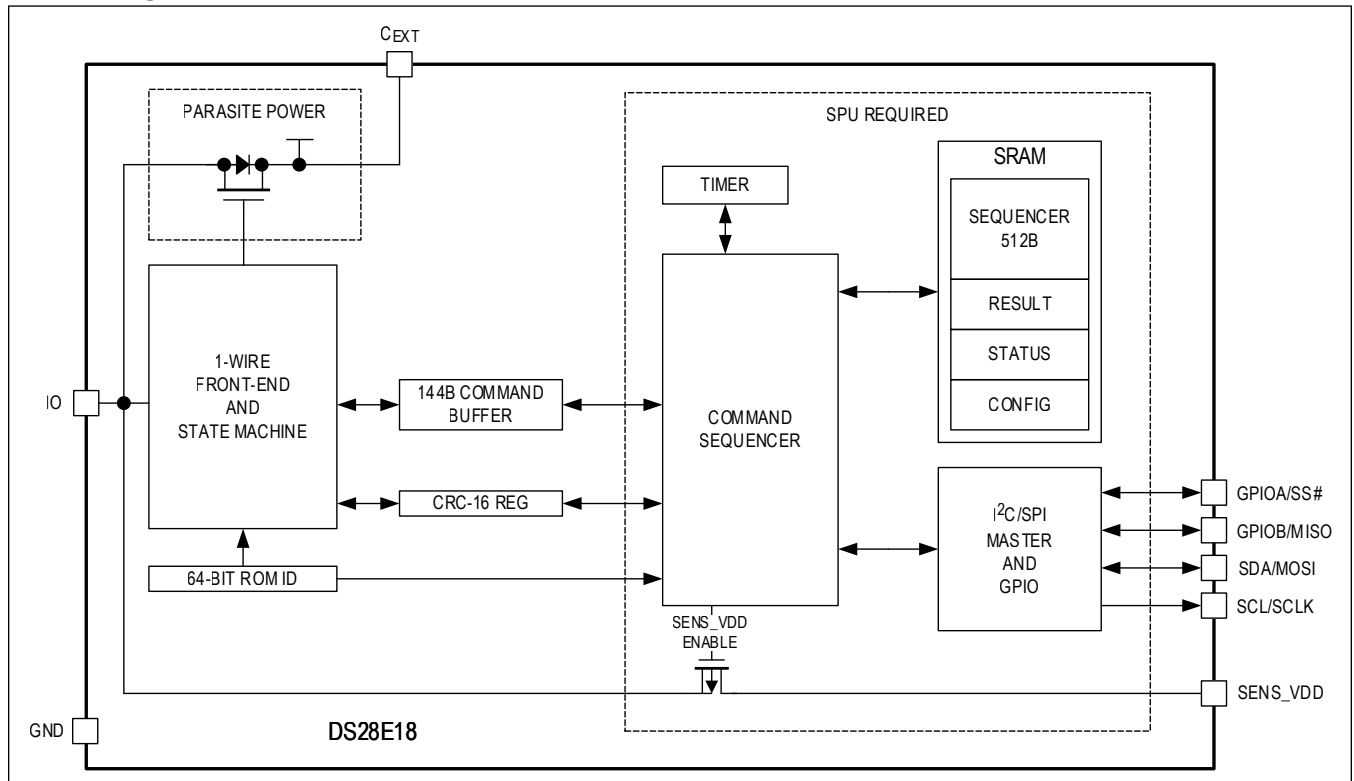 CEXT
PARASITE POWER
SPU REQUIRED
SRAM
TIMER
SEQUENCER
512B
RESULT
STATUS
CONFIG
1-WIRE
FRONT-END
AND
STATE MACHINE
IO
144B COMMAND
BUFFER
COMMAND
SEQUENCER
CRC-16 REG
64-BIT ROM ID
I2C/SPI
MASTER
AND
GPIO
GPIOA/SS#
GPIOB/MISO
SDA/MOSI
SCL/SCLK
SENS_VDD
ENABLE
SENS_VDD
GND
DS28E18